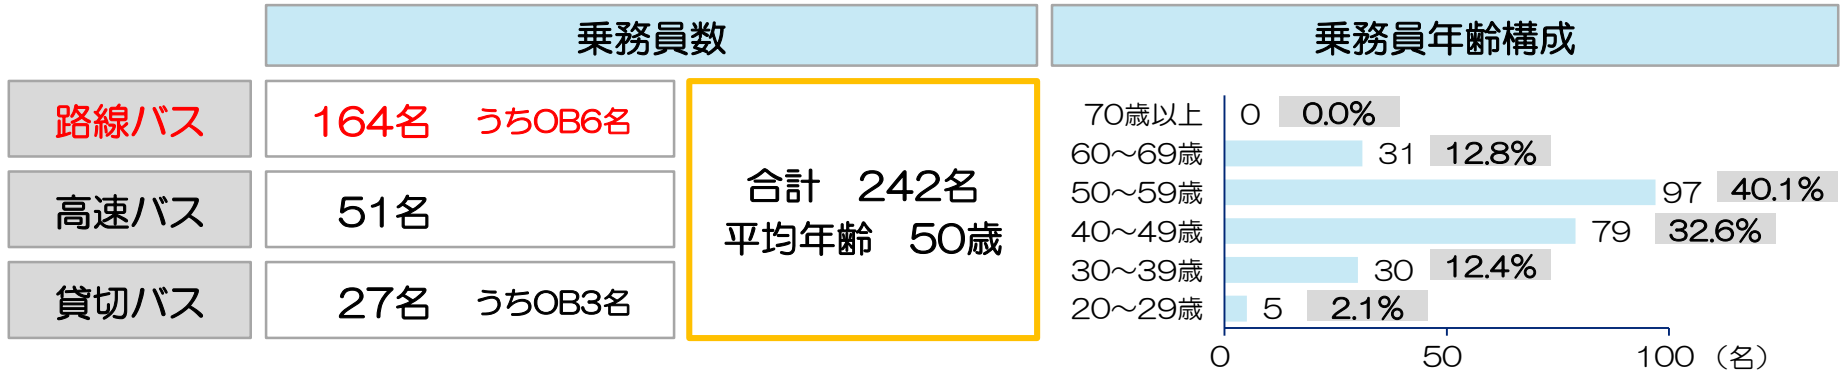 乗務員数
路線バス 164名 うちOB6名
高速バス 51名
貸切バス 27名 うちOB3名
合計 242名
平均年齢 50歳
乗務員年齢構成
70歳以上 0 0.0%
60～69歳 31 12.8%
50～59歳 97 40.1%
40～49歳 79 32.6%
30～39歳 30 12.4%
20～29歳 5 2.1%
0 50 100 （名）